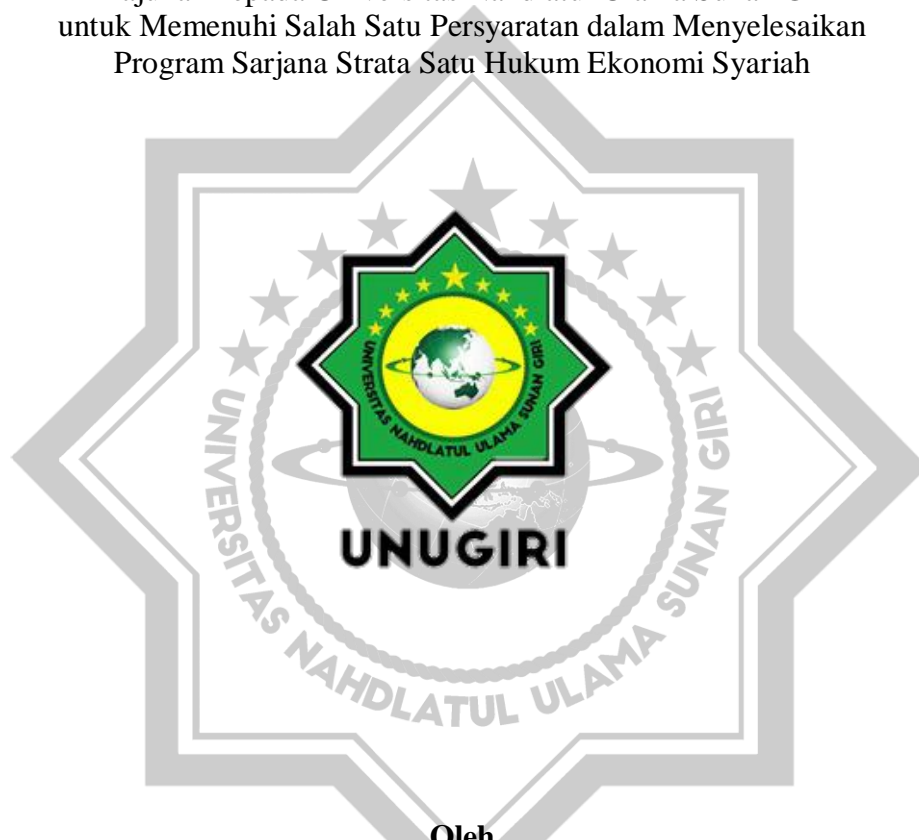 untuk Memenuhi Salah Satu Persyaratan dalam Menyelesaikan
Program Sarjana Strata Satu Hukum Ekonomi Syariah
UNIVERSITAS NAHDLATUL ULAMA SUNAN GIRI
UNUGIRI
UNIVERSITAS NAHDLATUL ULAMA SUNAN GIRI
Oleh